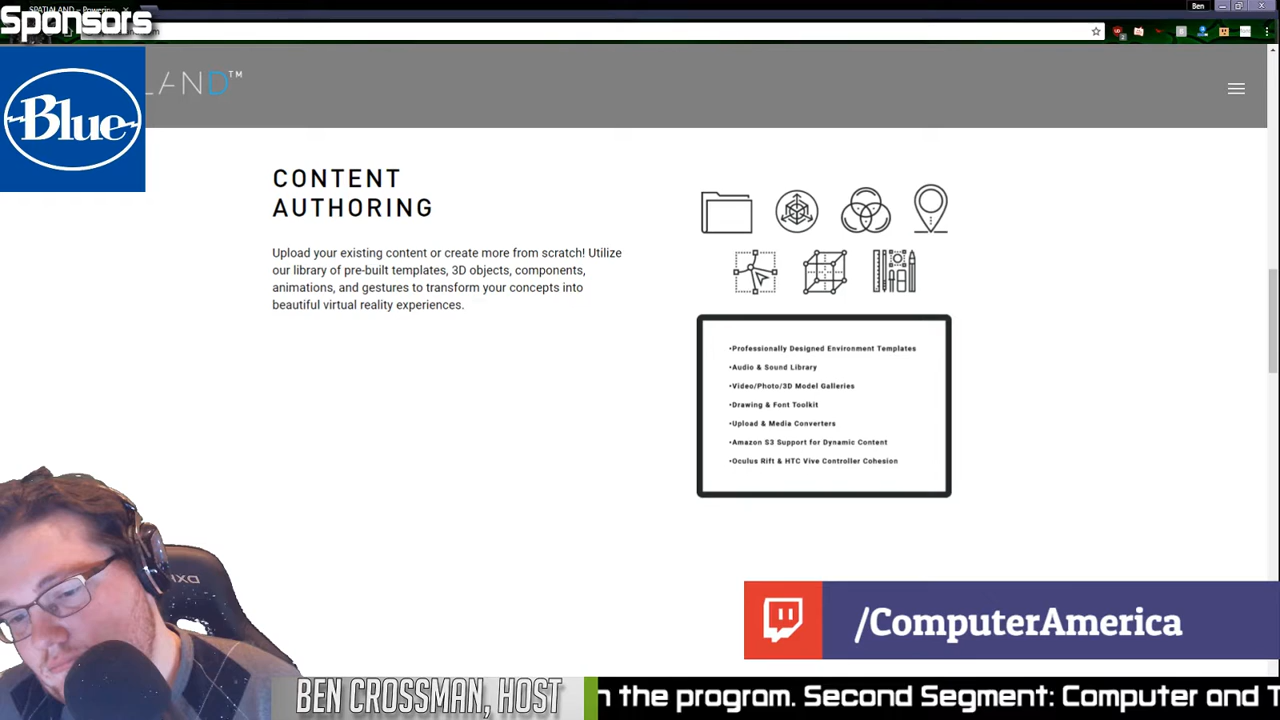 SPATIALAND – Powering
Ben
Sponsors
Blue
LAND™
CONTENT
AUTHORING
Upload your existing content or create more from scratch! Utilize
our library of pre-built templates, 3D objects, components,
animations, and gestures to transform your concepts into
beautiful virtual reality experiences.
•Professionally Designed Environment Templates
•Audio & Sound Library
•Video/Photo/3D Model Galleries
•Drawing & Font Toolkit
•Upload & Media Converters
•Amazon S3 Support for Dynamic Content
•Oculus Rift & HTC Vive Controller Cohesion
/ComputerAmerica
BEN CROSSMAN, HOST
n the program. Second Segment: Computer and T